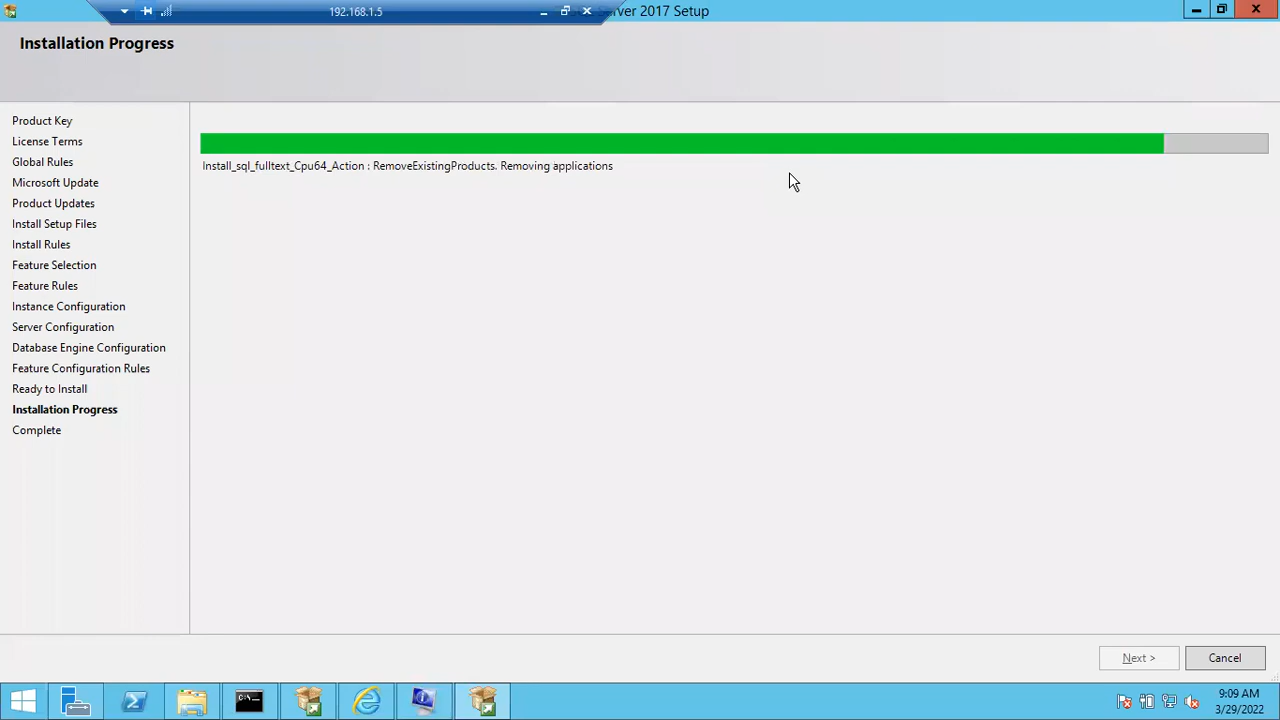 192.168.1.5
Server 2017 Setup
Installation Progress
Product Key
License Terms
Global Rules
Microsoft Update
Product Updates
Install Setup Files
Install Rules
Feature Selection
Feature Rules
Instance Configuration
Server Configuration
Database Engine Configuration
Feature Configuration Rules
Ready to Install
Installation Progress
Complete
Install_sql_fulltext_Cpu64_Action : RemoveExistingProducts. Removing applications
Next >
Cancel
C:\_
9:09 AM
3/29/2022